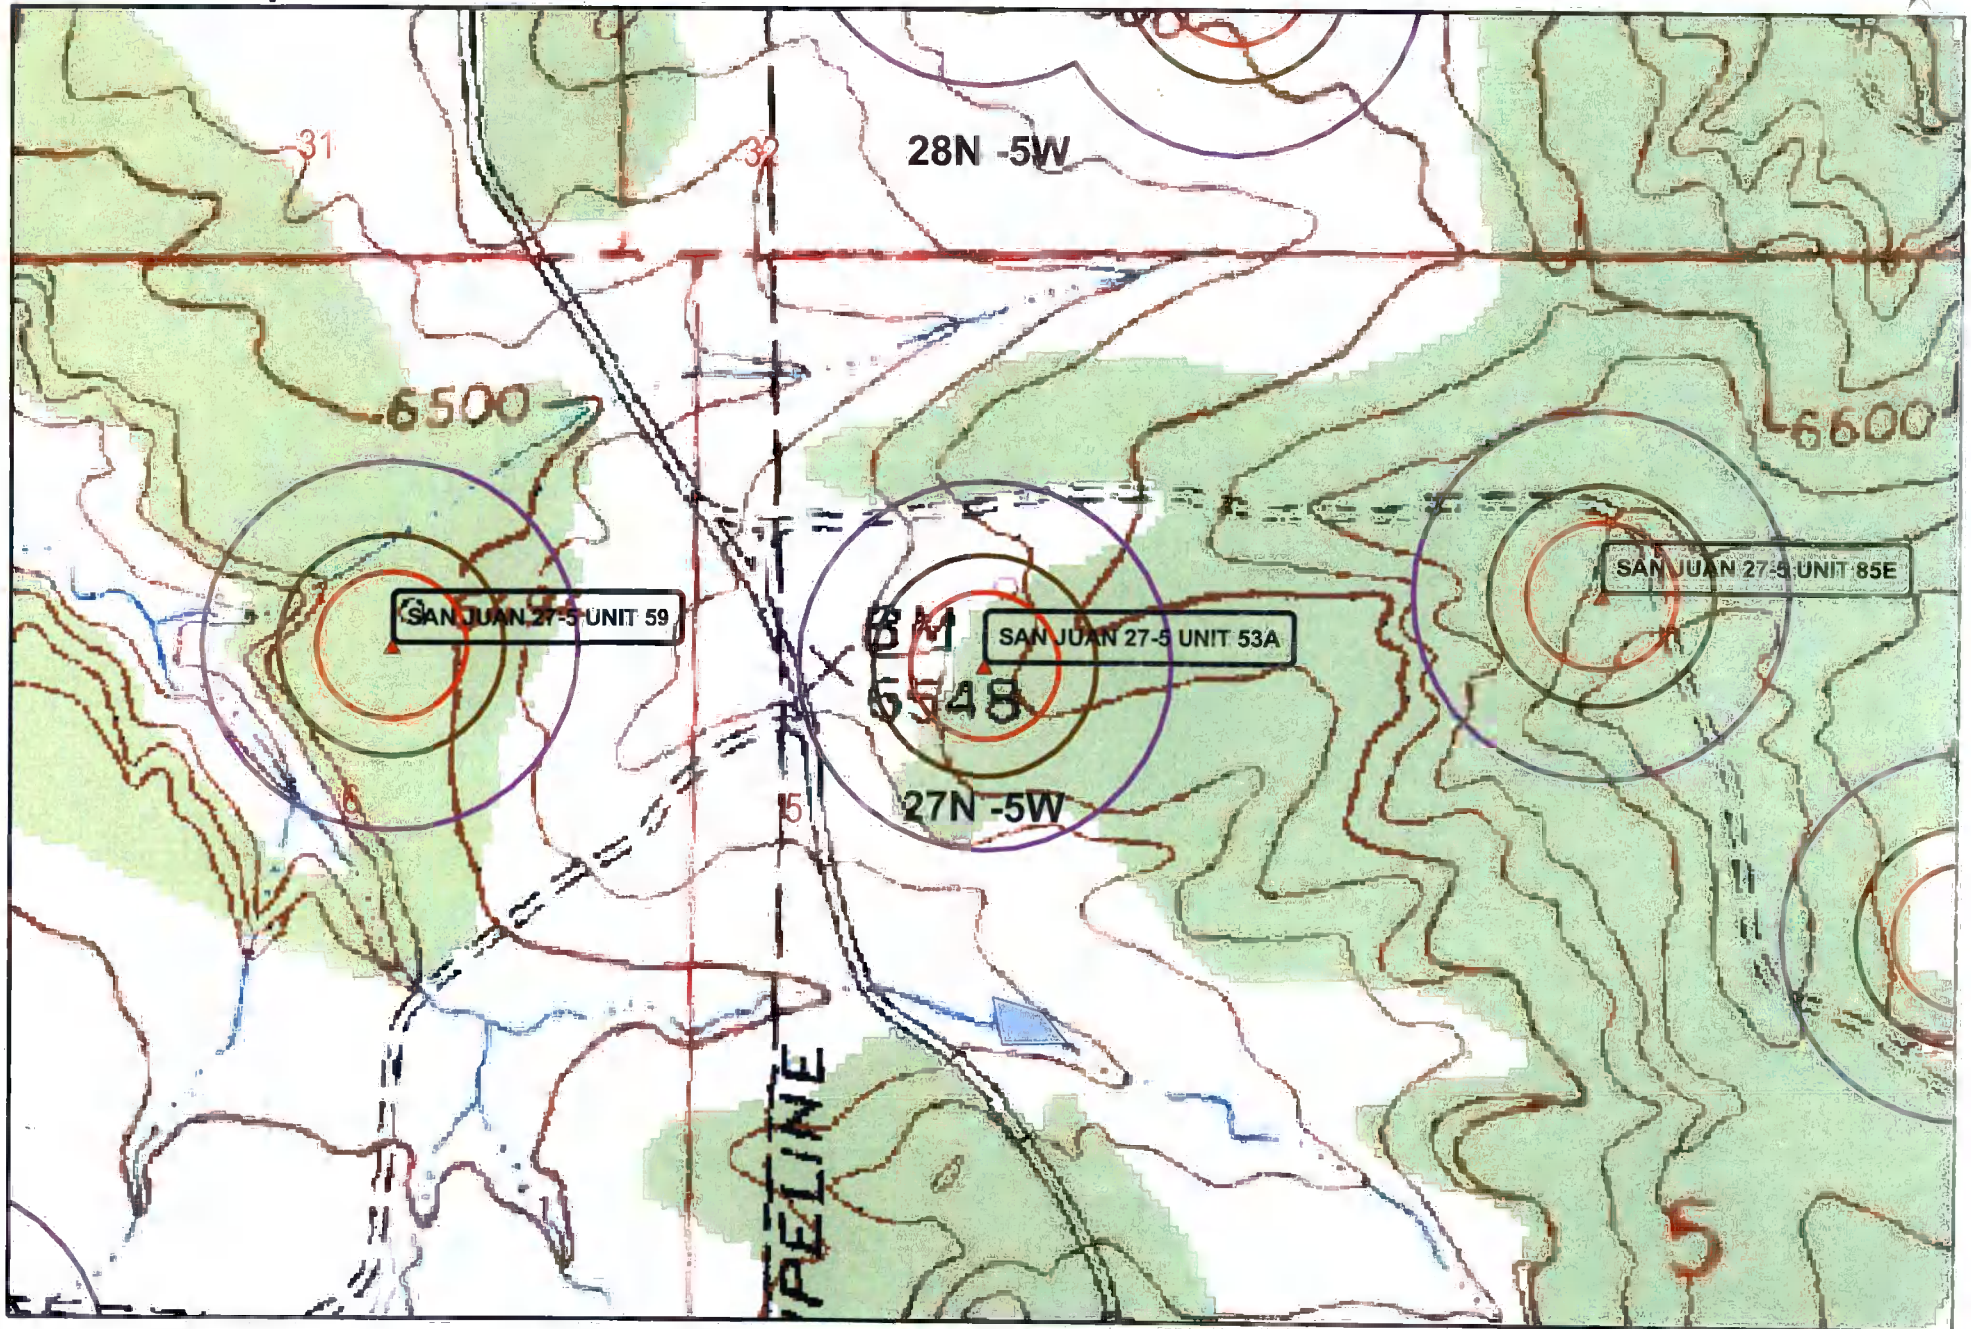 31
32
28N -5W
6500
6600
SAN JUAN 27-5 UNIT 85E
SAN JUAN 27-5 UNIT 59
BM
SAN JUAN 27-5 UNIT 53A
6548
6
5
27N -5W
PIPELINE
5